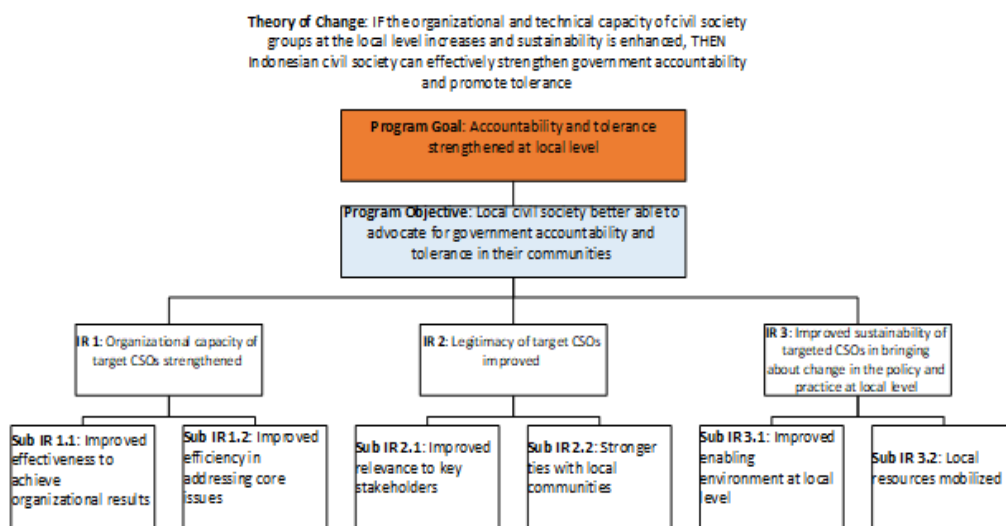 Theory of Change: IF the organizational and technical capacity of civil society
groups at the local level increases and sustainability is enhanced, THEN
Indonesian civil society can effectively strengthen government accountability
and promote tolerance
Program Goal: Accountability and tolerance
strengthened at local level
Program Objective: Local civil society better able to
advocate for government accountability and
tolerance in their communities
IR 1: Organizational capacity of
target CSOs strengthened
IR 2: Legitimacy of target CSOs
improved
IR 3: Improved sustainability of
targeted CSOs in bringing
about change in the policy and
practice at local level
Sub IR 1.1: Improved
effectiveness to
achieve
organizational results
Sub IR 1.2: Improved
efficiency in
addressing core
issues
Sub IR 2.1: Improved
relevance to key
stakeholders
Sub IR 2.2: Stronger
ties with local
communities
Sub IR 3.1: Improved
enabling
environment at local
level
Sub IR 3.2: Local
resources mobilized